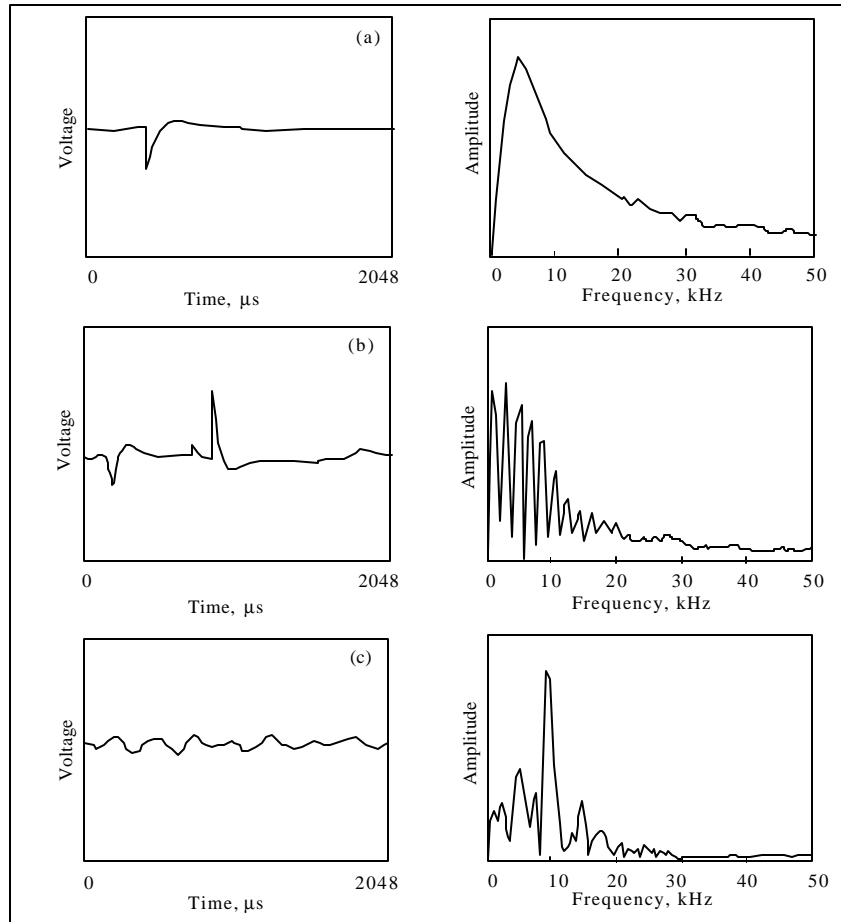 (a)
Voltage
0 2048
Time, µs
Amplitude
0 10 20 30 40 50
Frequency, kHz
(b)
Voltage
0 2048
Time, µs
Amplitude
0 10 20 30 40 50
Frequency, kHz
(c)
Voltage
0 2048
Time, µs
Amplitude
0 10 20 30 40 50
Frequency, kHz